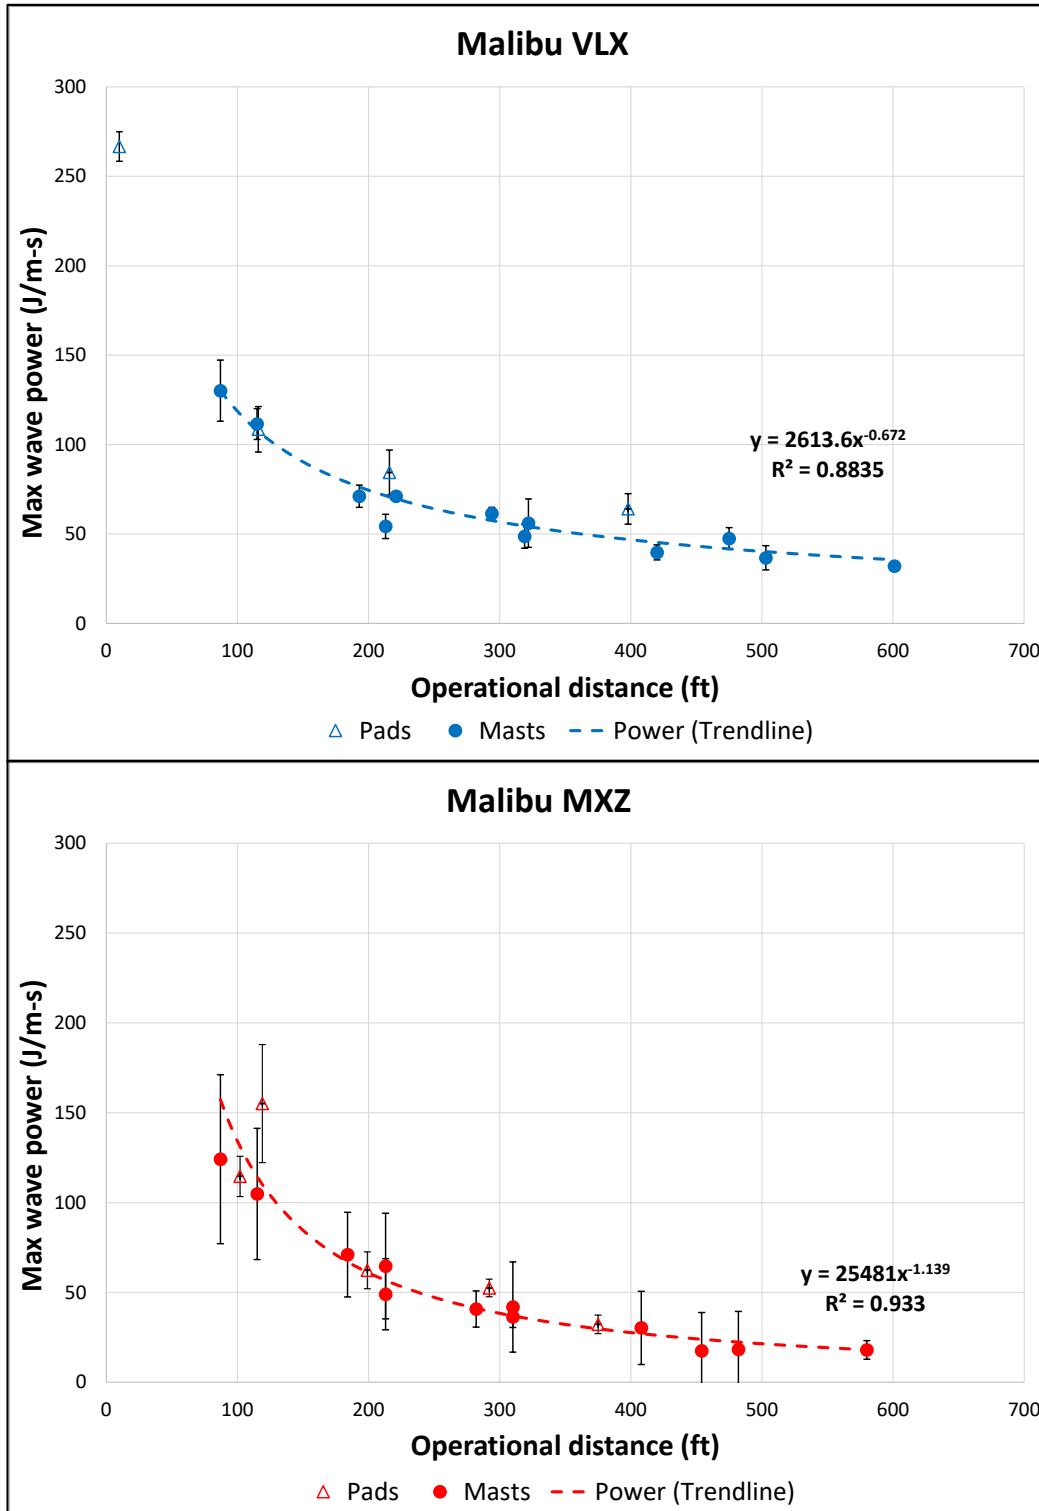 Malibu VLX
Max wave power (J/m-s)
300
250
200
150
100
50
0
y = 2613.6x^-0.672
R² = 0.8835
0 100 200 300 400 500 600 700
Operational distance (ft)
Pads Masts Power (Trendline)
Malibu MXZ
Max wave power (J/m-s)
300
250
200
150
100
50
0
y = 25481x^-1.139
R² = 0.933
0 100 200 300 400 500 600 700
Operational distance (ft)
Pads Masts Power (Trendline)